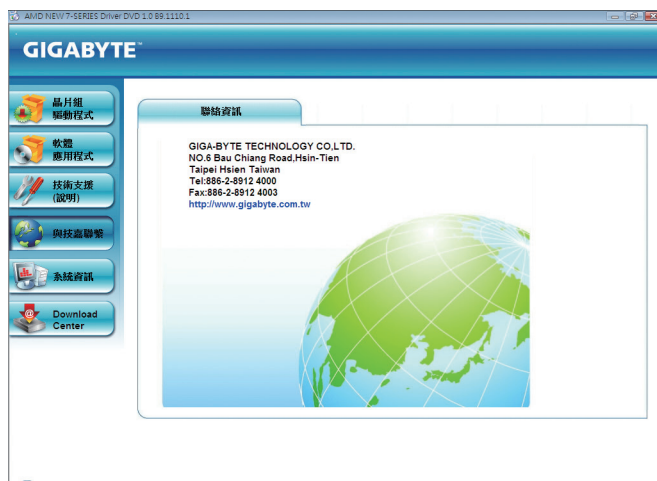 AMD NEW 7-SERIES Driver DVD 1.0 B9.1110.1
GIGABYTE™
晶片組
驅動程式
軟體
應用程式
技術支援
(說明)
與技嘉聯繫
系統資訊
Download
Center
聯絡資訊
GIGA-BYTE TECHNOLOGY CO,LTD.
NO.6 Bau Chiang Road,Hsin-Tien
Taipei Hsien Taiwan
Tel:886-2-8912 4000
Fax:886-2-8912 4003
http://www.gigabyte.com.tw